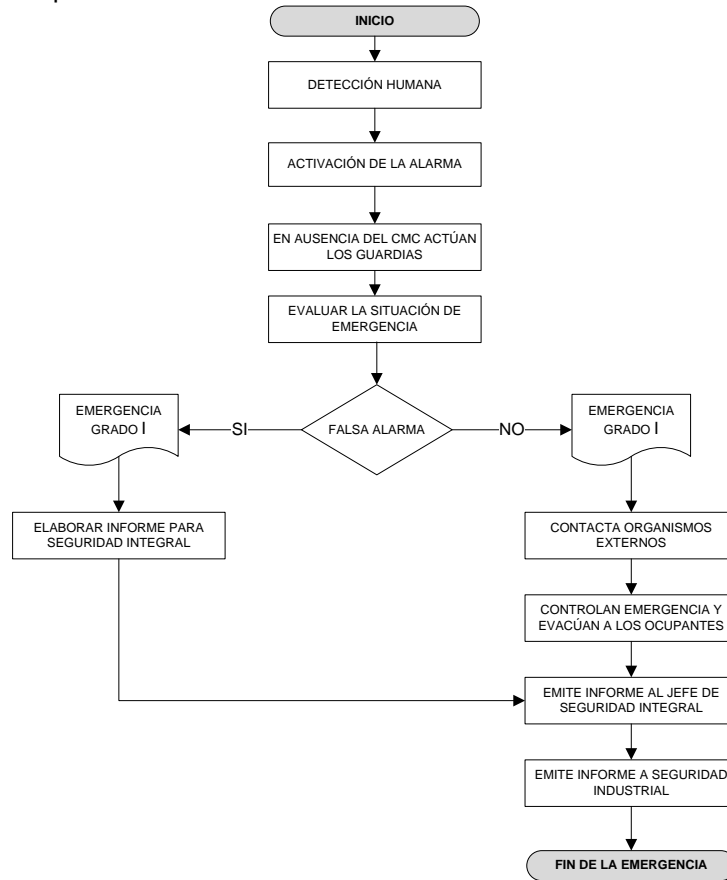 INICIO
DETECCIÓN HUMANA
ACTIVACIÓN DE LA ALARMA
EN AUSENCIA DEL CMC ACTÚAN
LOS GUARDIAS
EVALUAR LA SITUACIÓN DE
EMERGENCIA
EMERGENCIA
GRADO I
SI
FALSA ALARMA
NO
EMERGENCIA
GRADO I
ELABORAR INFORME PARA
SEGURIDAD INTEGRAL
CONTACTA ORGANISMOS
EXTERNOS
CONTROLAN EMERGENCIA Y
EVACÚAN A LOS OCUPANTES
EMITE INFORME AL JEFE DE
SEGURIDAD INTEGRAL
EMITE INFORME A SEGURIDAD
INDUSTRIAL
FIN DE LA EMERGENCIA